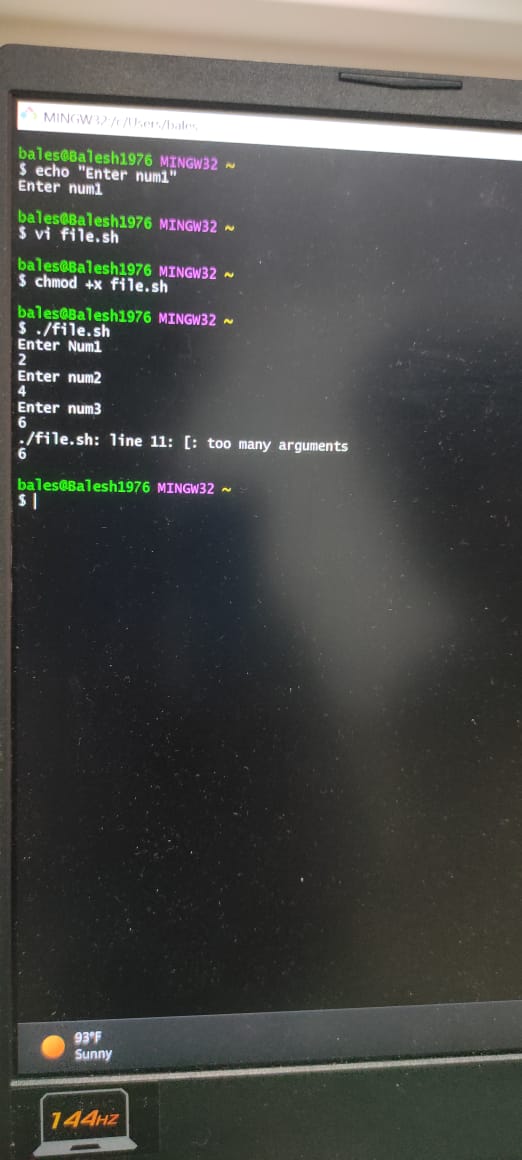 MINGW32:/c/Users/bales
bales@Balesh1976 MINGW32 ~
$ echo "Enter num1"
Enter num1
bales@Balesh1976 MINGW32 ~
$ vi file.sh
bales@Balesh1976 MINGW32 ~
$ chmod +x file.sh
bales@Balesh1976 MINGW32 ~
$ ./file.sh
Enter Num1
2
Enter num2
4
Enter num3
6
./file.sh: line 11: [: too many arguments
6
bales@Balesh1976 MINGW32 ~
$
93°F
Sunny
144HZ